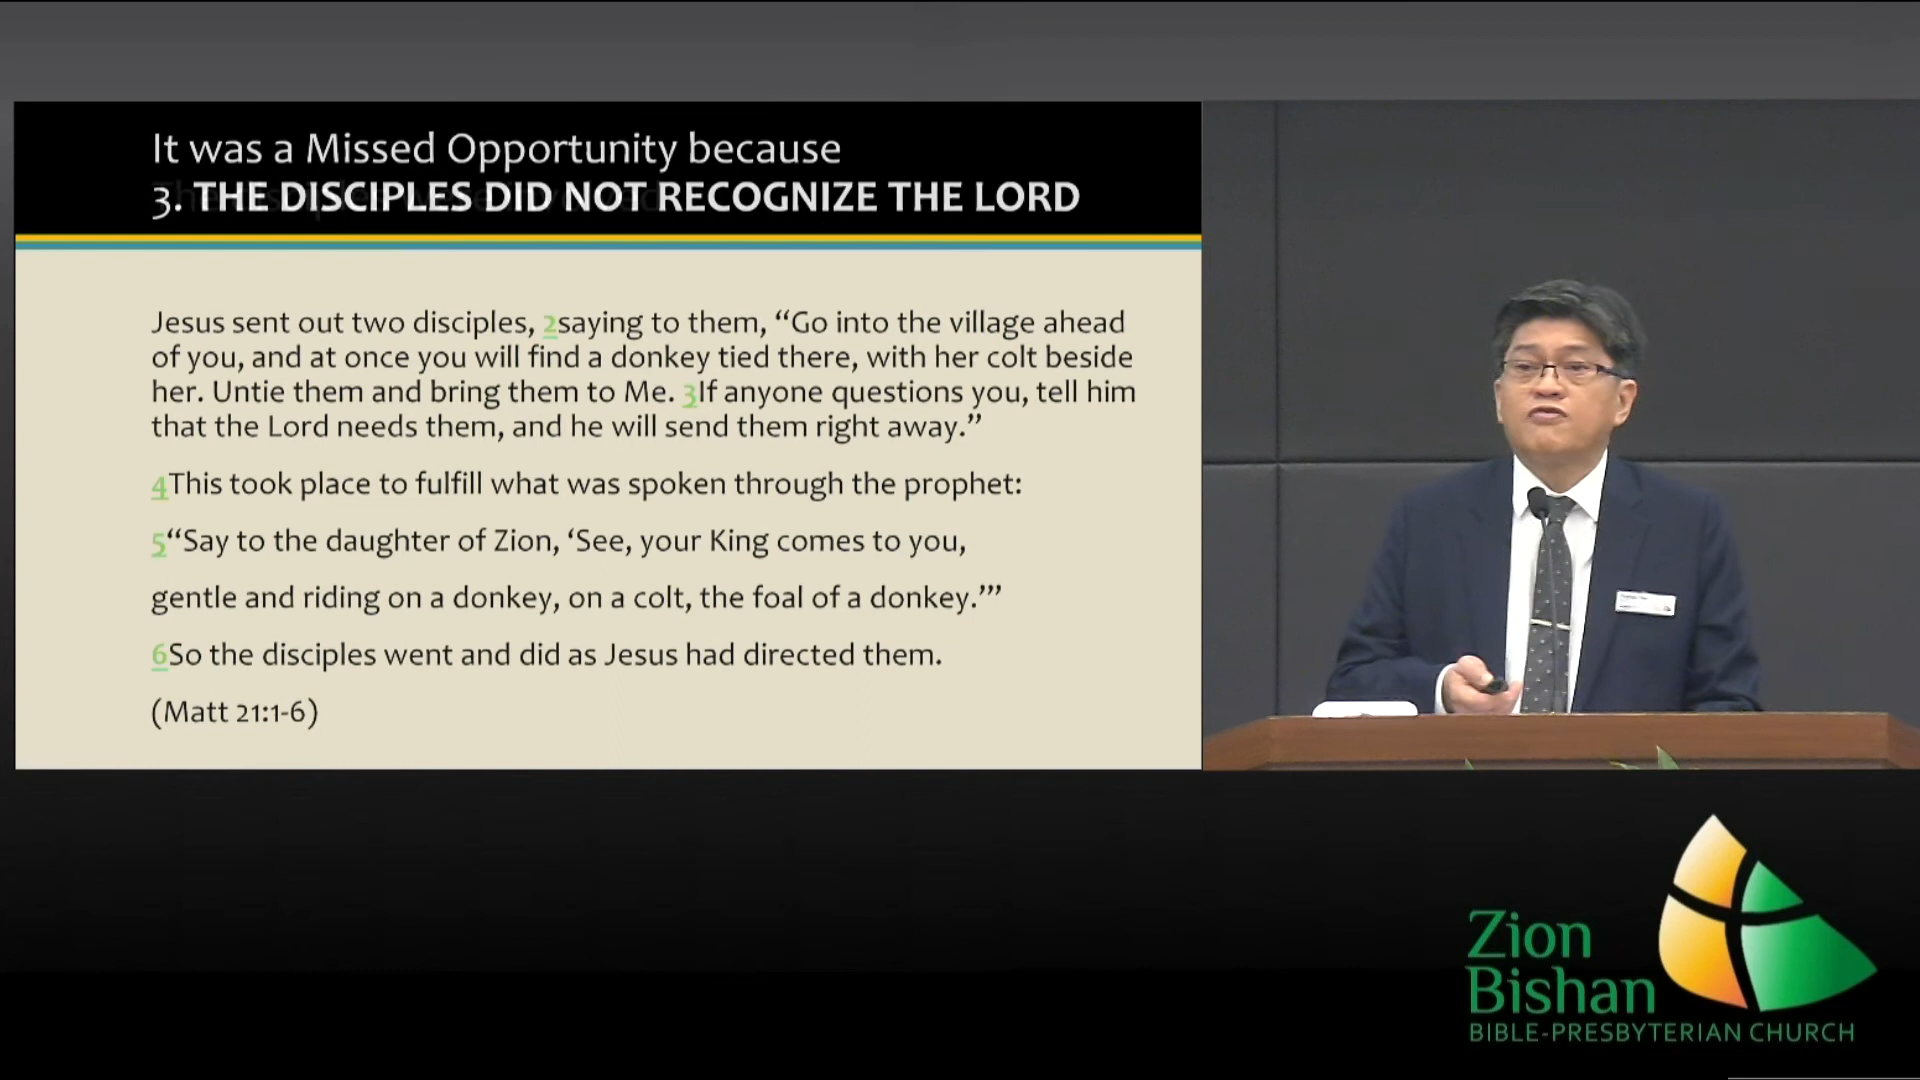 It was a Missed Opportunity because
3. THE DISCIPLES DID NOT RECOGNIZE THE LORD
Jesus sent out two disciples, 2saying to them, “Go into the village ahead
of you, and at once you will find a donkey tied there, with her colt beside
her. Untie them and bring them to Me. 3If anyone questions you, tell him
that the Lord needs them, and he will send them right away.”
4This took place to fulfill what was spoken through the prophet:
5“Say to the daughter of Zion, ‘See, your King comes to you,
gentle and riding on a donkey, on a colt, the foal of a donkey.’”
6So the disciples went and did as Jesus had directed them.
(Matt 21:1-6)
Zion
Bishan
BIBLE-PRESBYTERIAN CHURCH